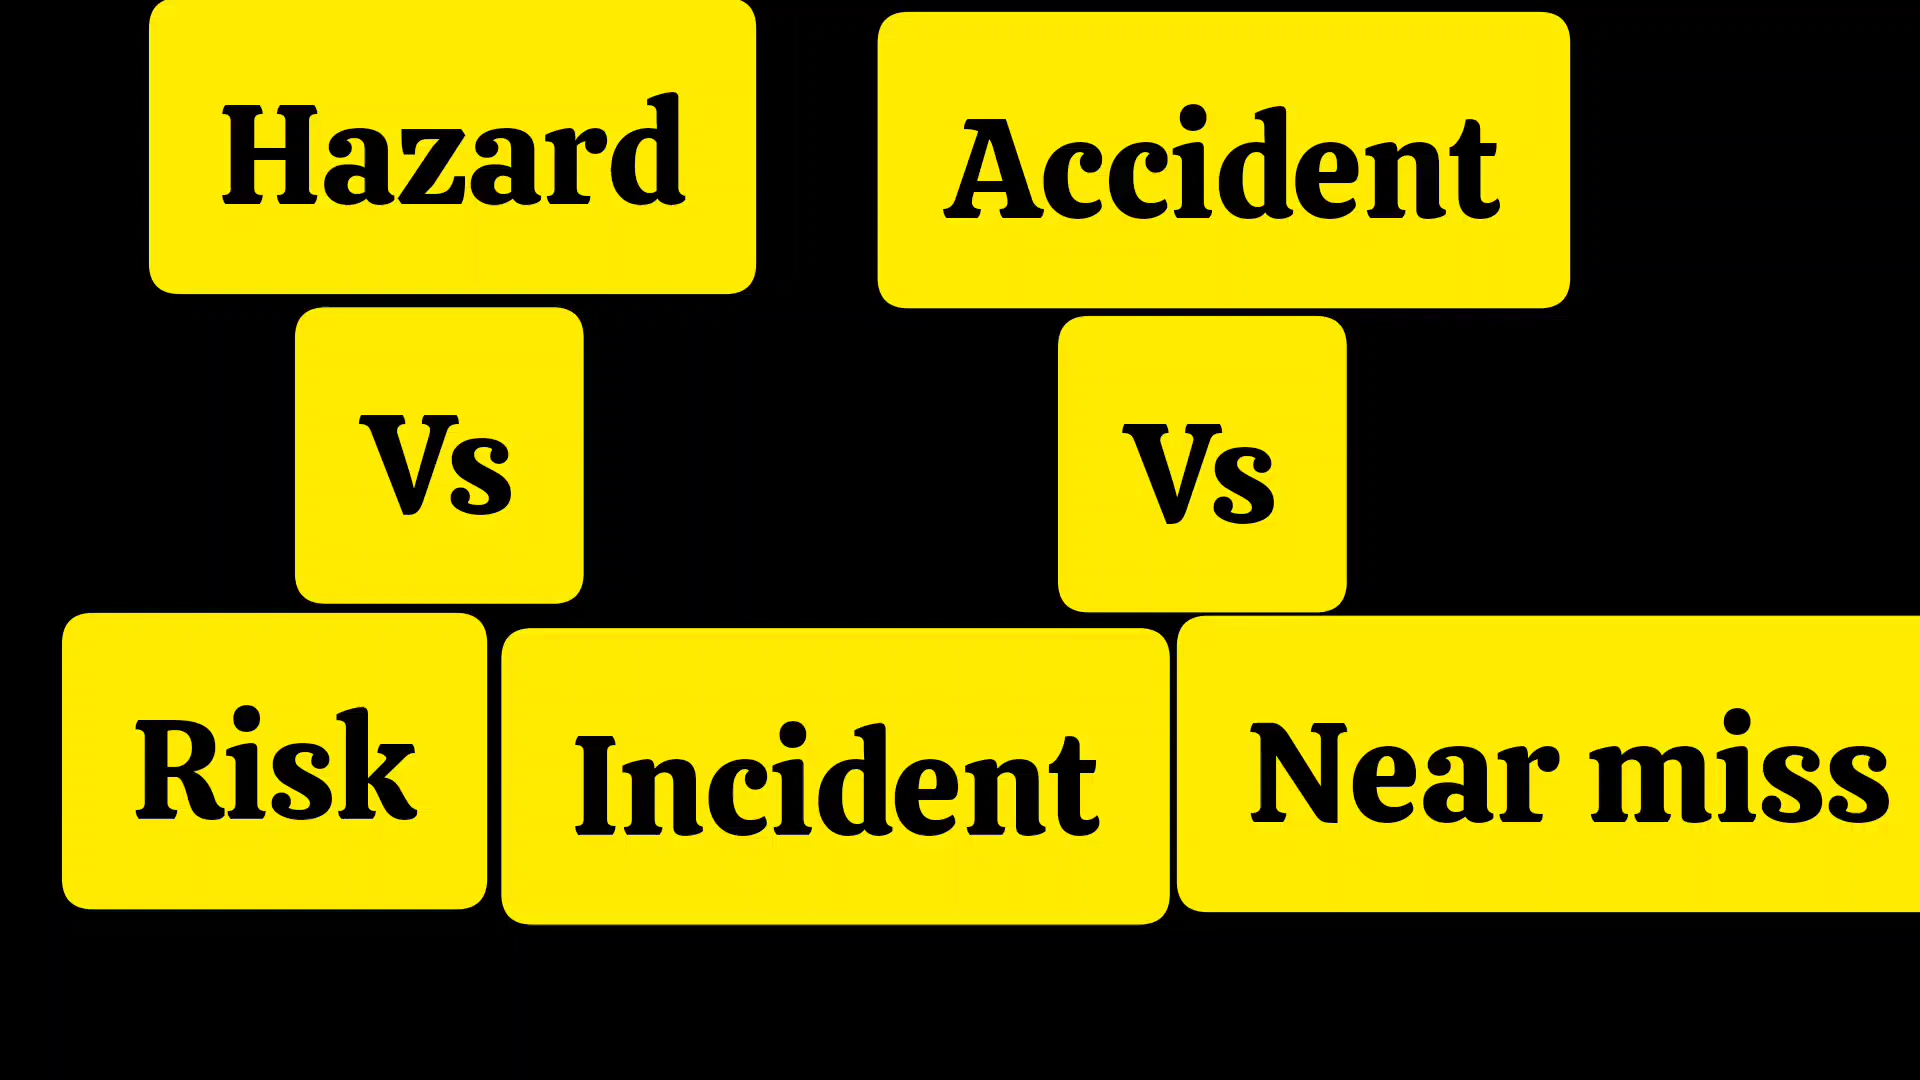 Hazard
Vs
Risk
Accident
Vs
Incident
Near miss